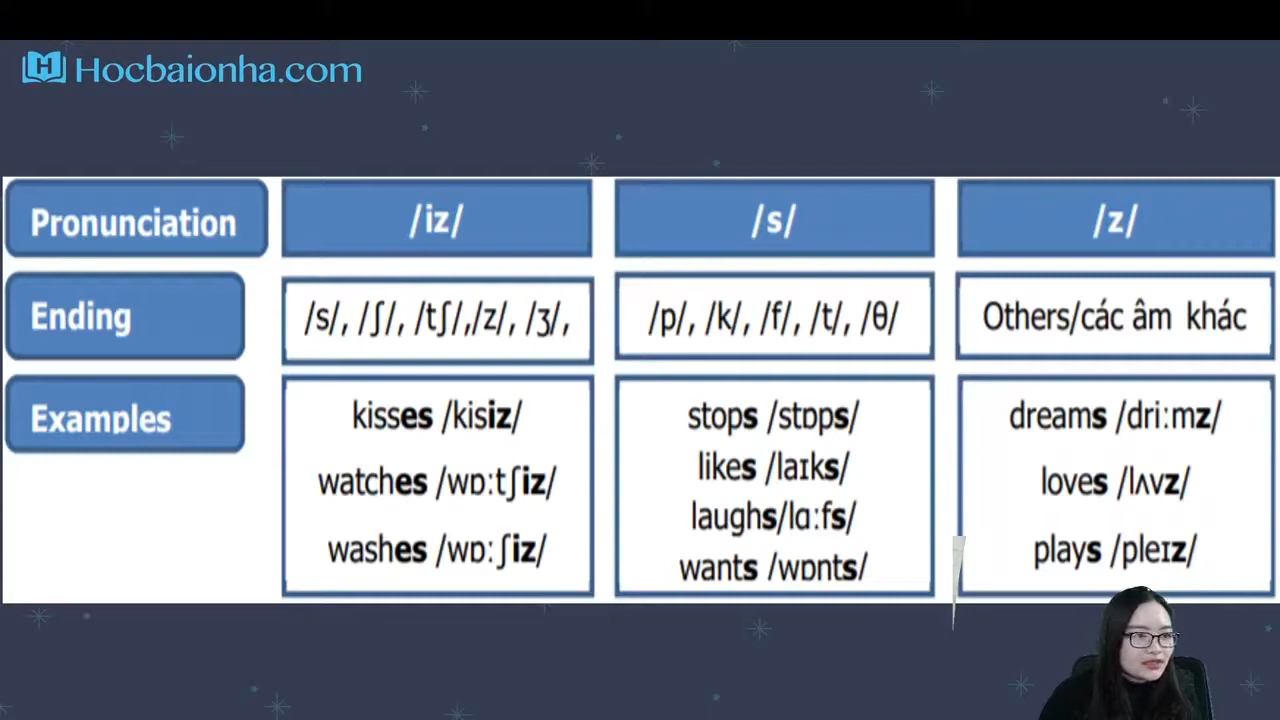 Hocbaionha.com
Pronunciation /iz/ /s/ /z/
Ending /s/, /ʃ/, /tʃ/,/z/, /ʒ/, /p/, /k/, /f/, /t/, /θ/ Others/các âm khác
Examples
kisses /kisiz/
watches /wɒ:tʃiz/
washes /wɒ:ʃiz/
stops /stɒps/
likes /laɪks/
laughs/lɑ:fs/
wants /wɒnts/
dreams /dri:mz/
loves /lʌvz/
plays /pleɪz/